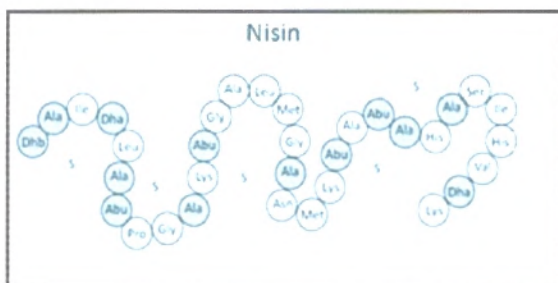 Nisin
Dhb
Ala
Ile
Dha
Leu
Ala
Abu
Pro
Gly
Ala
Lys
Abu
Gly
Ala
Leu
Met
Gly
Ala
Asn
Met
Lys
Abu
Ala
Abu
Ala
His
Ala
Ser
Ile
His
Val
Dha
Lys
S
S
S
S
S